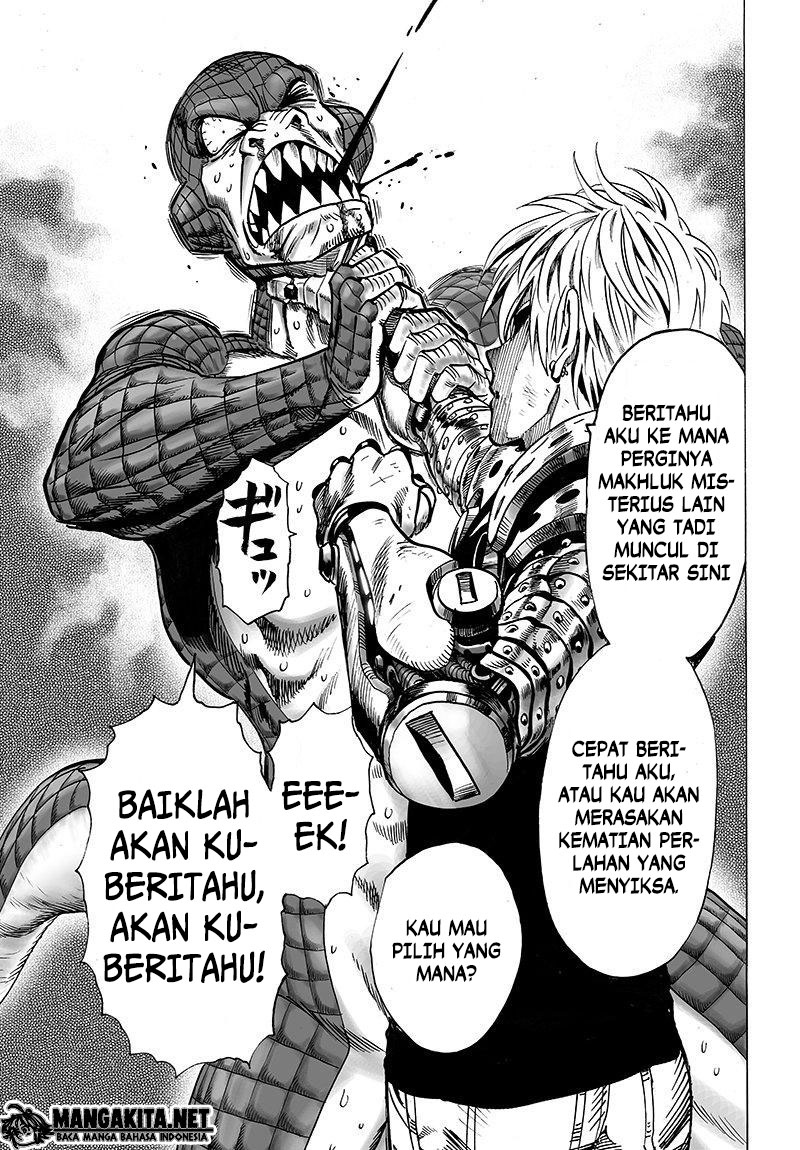 BERITAHU
AKU KE MANA
PERGINYA
MAKHLUK MIS-
TERIUS LAIN
YANG TADI
MUNCUL DI
SEKITAR SINI
CEPAT BERI-
TAHU AKU,
ATAU KAU AKAN
MERASAKAN
KEMATIAN PER-
LAHAN YANG
MENYIKSA.
KAU MAU
PILIH YANG
MANA?
ギュッ
EEE-
EK!
BAIKLAH
AKAN KU-
BERITAHU,
AKAN KU-
BERITAHU!
MANGAKITA.NET
BACA MANGA BAHASA INDONESIA